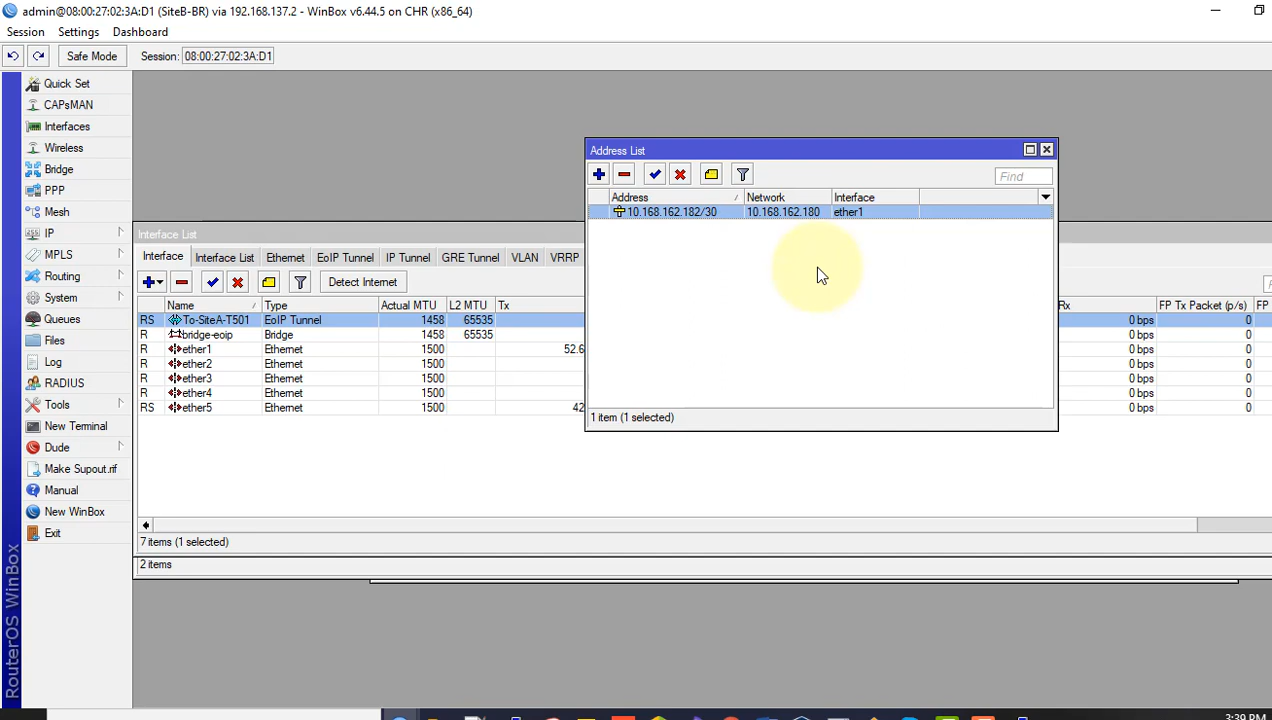 admin@08:00:27:02:3A:D1 (SiteB-BR) via 192.168.137.2 - WinBox v6.44.5 on CHR (x86_64)
Session Settings Dashboard
Safe Mode Session: 08:00:27:02:3A:D1
Quick Set
CAPsMAN
Interfaces
Wireless
Bridge
PPP
Mesh
IP
MPLS
Routing
System
Queues
Files
Log
RADIUS
Tools
New Terminal
Dude
Make Supout.rif
Manual
New WinBox
Exit
RouterOS WinBox
Address List
Find
Address Network Interface
10.168.162.182/30 10.168.162.180 ether1
1 item (1 selected)
Interface List
Interface Interface List Ethernet EoIP Tunnel IP Tunnel GRE Tunnel VLAN VRRP
Detect Internet
Name Type Actual MTU L2 MTU Tx Rx FP Tx Packet (p/s) FP
RS To-SiteA-T501 EoIP Tunnel 1458 65535 0 bps 0
R bridge-eoip Bridge 1458 65535 0 bps 0
R ether1 Ethernet 1500 52.6 0 bps 0
R ether2 Ethernet 1500 0 bps 0
R ether3 Ethernet 1500 0 bps 0
R ether4 Ethernet 1500 0 bps 0
RS ether5 Ethernet 1500 42 0 bps 0
7 items (1 selected)
2 items
3:39 PM